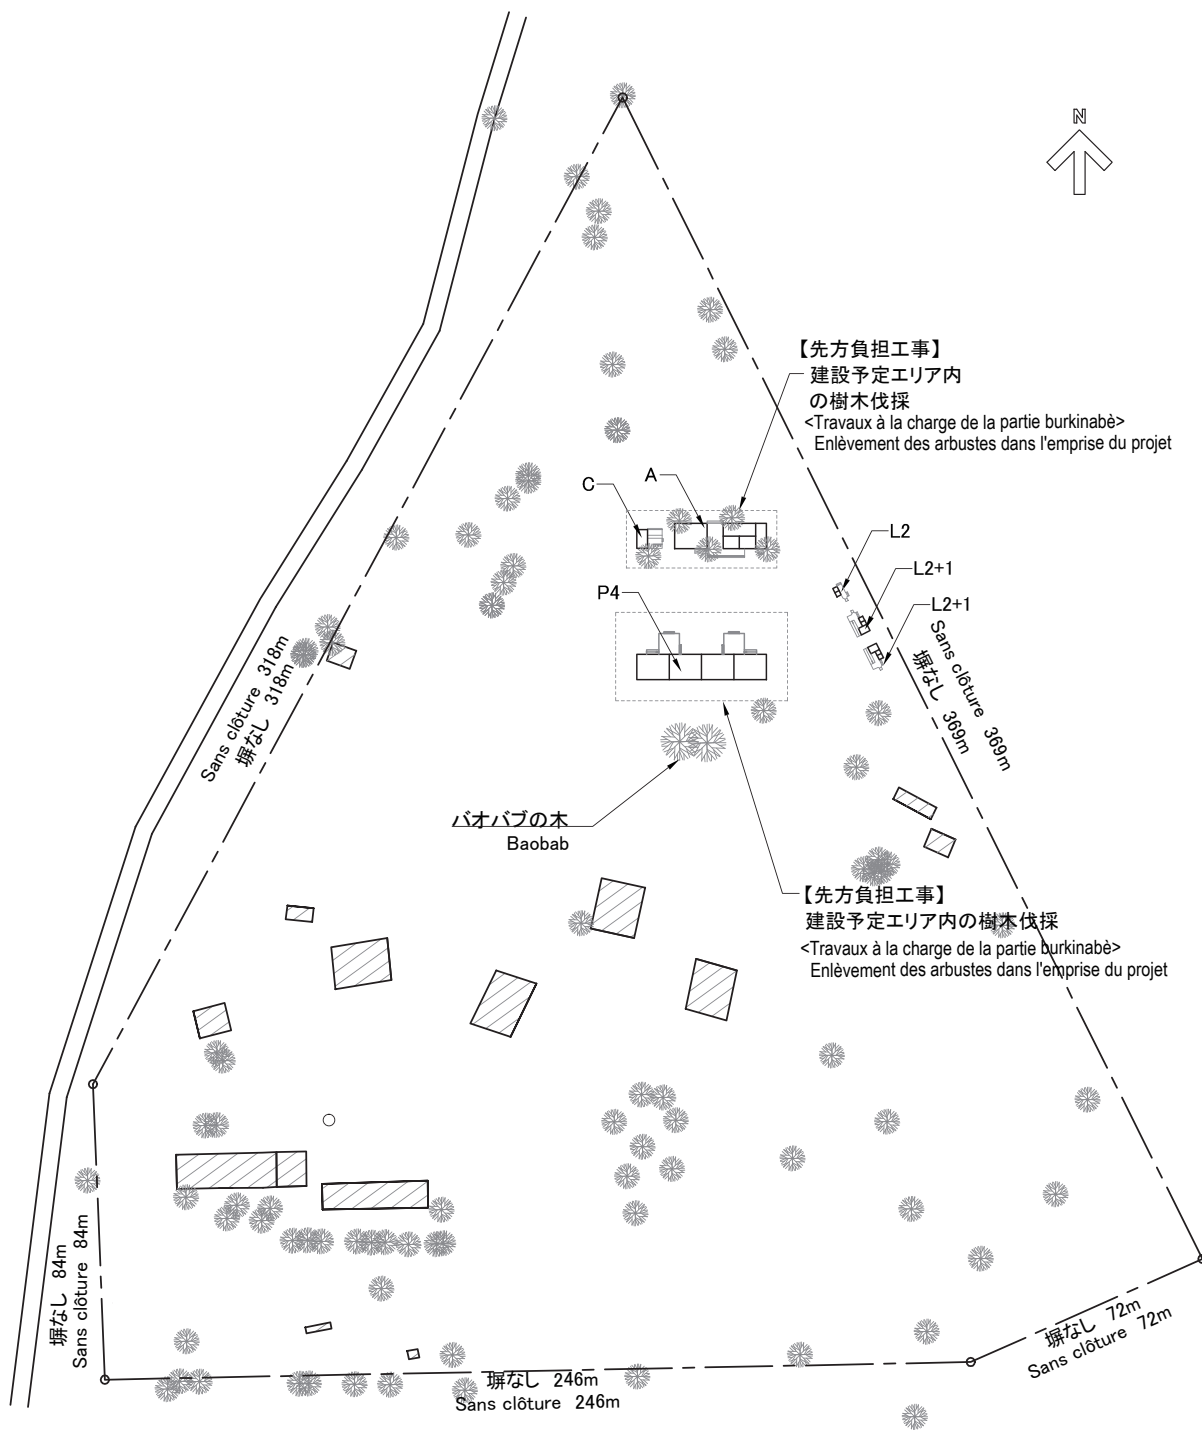 N
【先方負担工事】
建設予定エリア内
の樹木伐採
<Travaux à la charge de la partie burkinabè>
Enlèvement des arbustes dans l'emprise du projet
C
A
L2
L2+1
P4
L2+1
Sans clôture 318m
塀なし 318m
Sans clôture 369m
塀なし 369m
バオバブの木
Baobab
【先方負担工事】
建設予定エリア内の樹木伐採
<Travaux à la charge de la partie burkinabè>
Enlèvement des arbustes dans l'emprise du projet
塀なし 84m
Sans clôture 84m
塀なし 72m
Sans clôture 72m
塀なし 246m
Sans clôture 246m